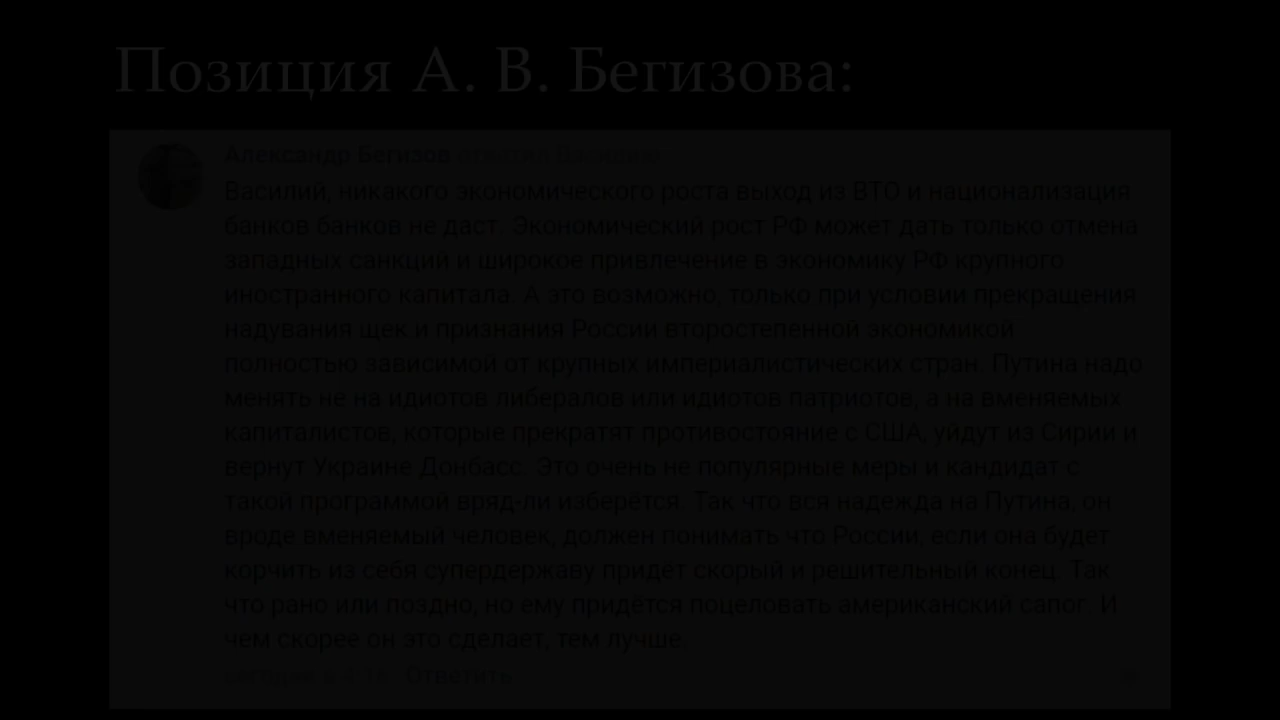 Позиция А. В. Бегизова:
Александр Бегизов ответил Василию
Василий, никакого экономического роста выход из ВТО и национализация
банков банков не даст. Экономический рост РФ может дать только отмена
западных санкций и широкое привлечение в экономику РФ крупного
иностранного капитала. А это возможно, только при условии прекращения
надувания щек и признания России второстепенной экономикой
полностью зависимой от крупных империалистических стран. Путина надо
менять не на идиотов либералов или идиотов патриотов, а на вменяемых
капиталистов, которые прекратят противостояние с США, уйдут из Сирии и
вернут Украине Донбасс. Это очень не популярные меры и кандидат с
такой программой вряд-ли изберётся. Так что вся надежда на Путина, он
вроде вменяемый человек, должен понимать что России, если она будет
корчить из себя супердержаву придёт скорый и решительный конец. Так
что рано или поздно, но ему придётся поцеловать американский сапог. И
чем скорее он это сделает, тем лучше.
Ответить